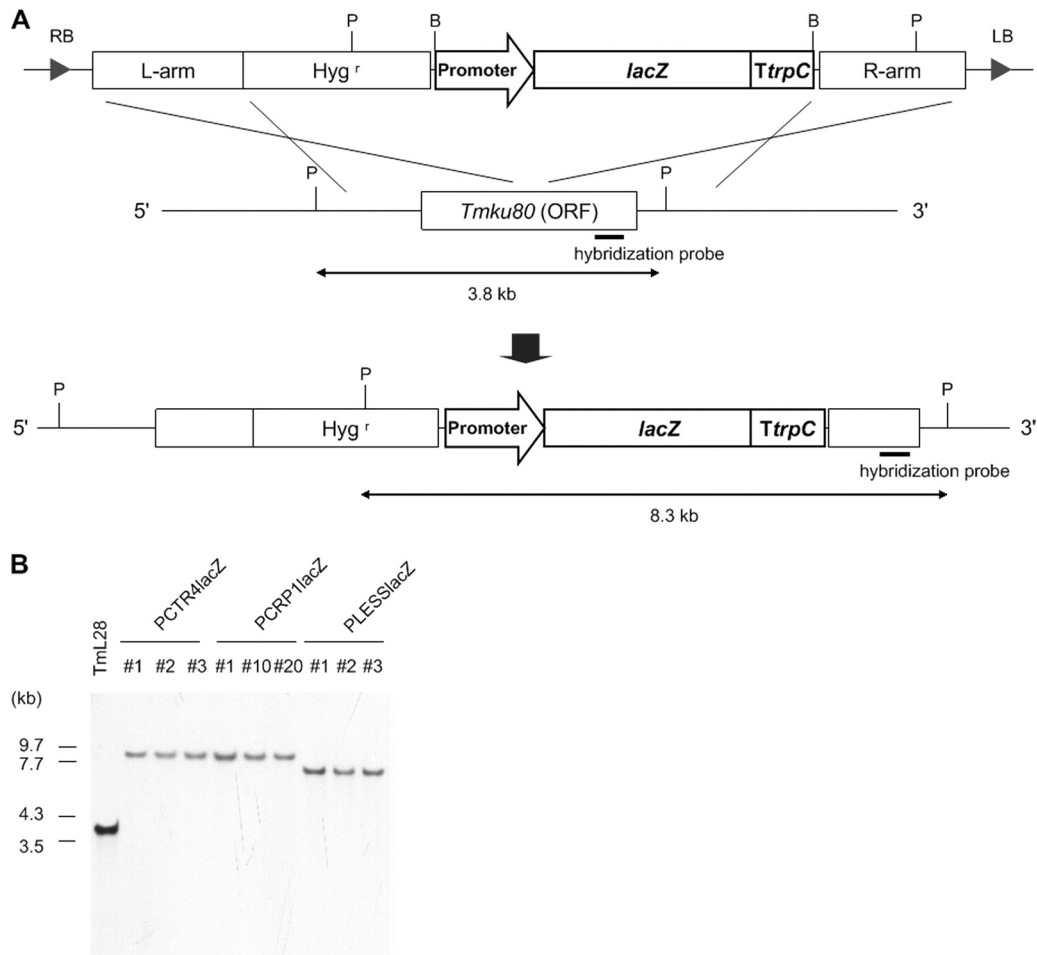 A
RB P B B P LB
L-arm Hyg r Promoter lacZ TtrpC R-arm
P P
5' Tmku80 (ORF) 3'
hybridization probe
3.8 kb
P P P
5' Hyg r Promoter lacZ TtrpC 3'
hybridization probe
8.3 kb
B
TmL28 PCTR4lacZ PCRP1lacZ PLESSlacZ
#1 #2 #3 #1 #10 #20 #1 #2 #3
(kb)
9.7
7.7
4.3
3.5